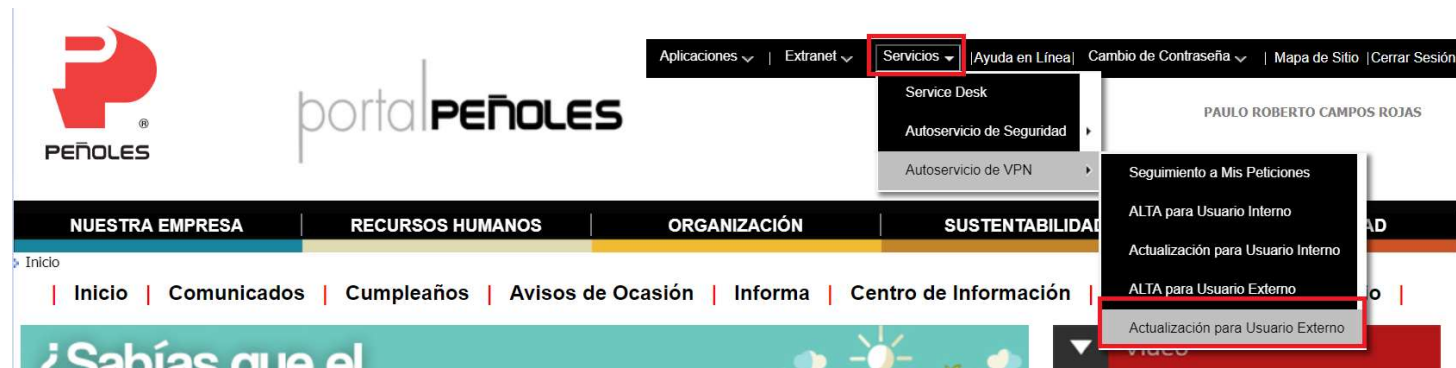 Aplicaciones | Extranet | Servicios |Ayuda en Línea| Cambio de Contraseña | Mapa de Sitio |Cerrar Sesión
PEÑOLES
®
portalPEÑOLES
PAULO ROBERTO CAMPOS ROJAS
Service Desk
Autoservicio de Seguridad
Autoservicio de VPN
Seguimiento a Mis Peticiones
ALTA para Usuario Interno
Actualización para Usuario Interno
ALTA para Usuario Externo
Actualización para Usuario Externo
NUESTRA EMPRESA | RECURSOS HUMANOS | ORGANIZACIÓN | SUSTENTABILIDAD AD
Inicio
| Inicio | Comunicados | Cumpleaños | Avisos de Ocasión | Informa | Centro de Información | o |
¿Sabías que el
Video